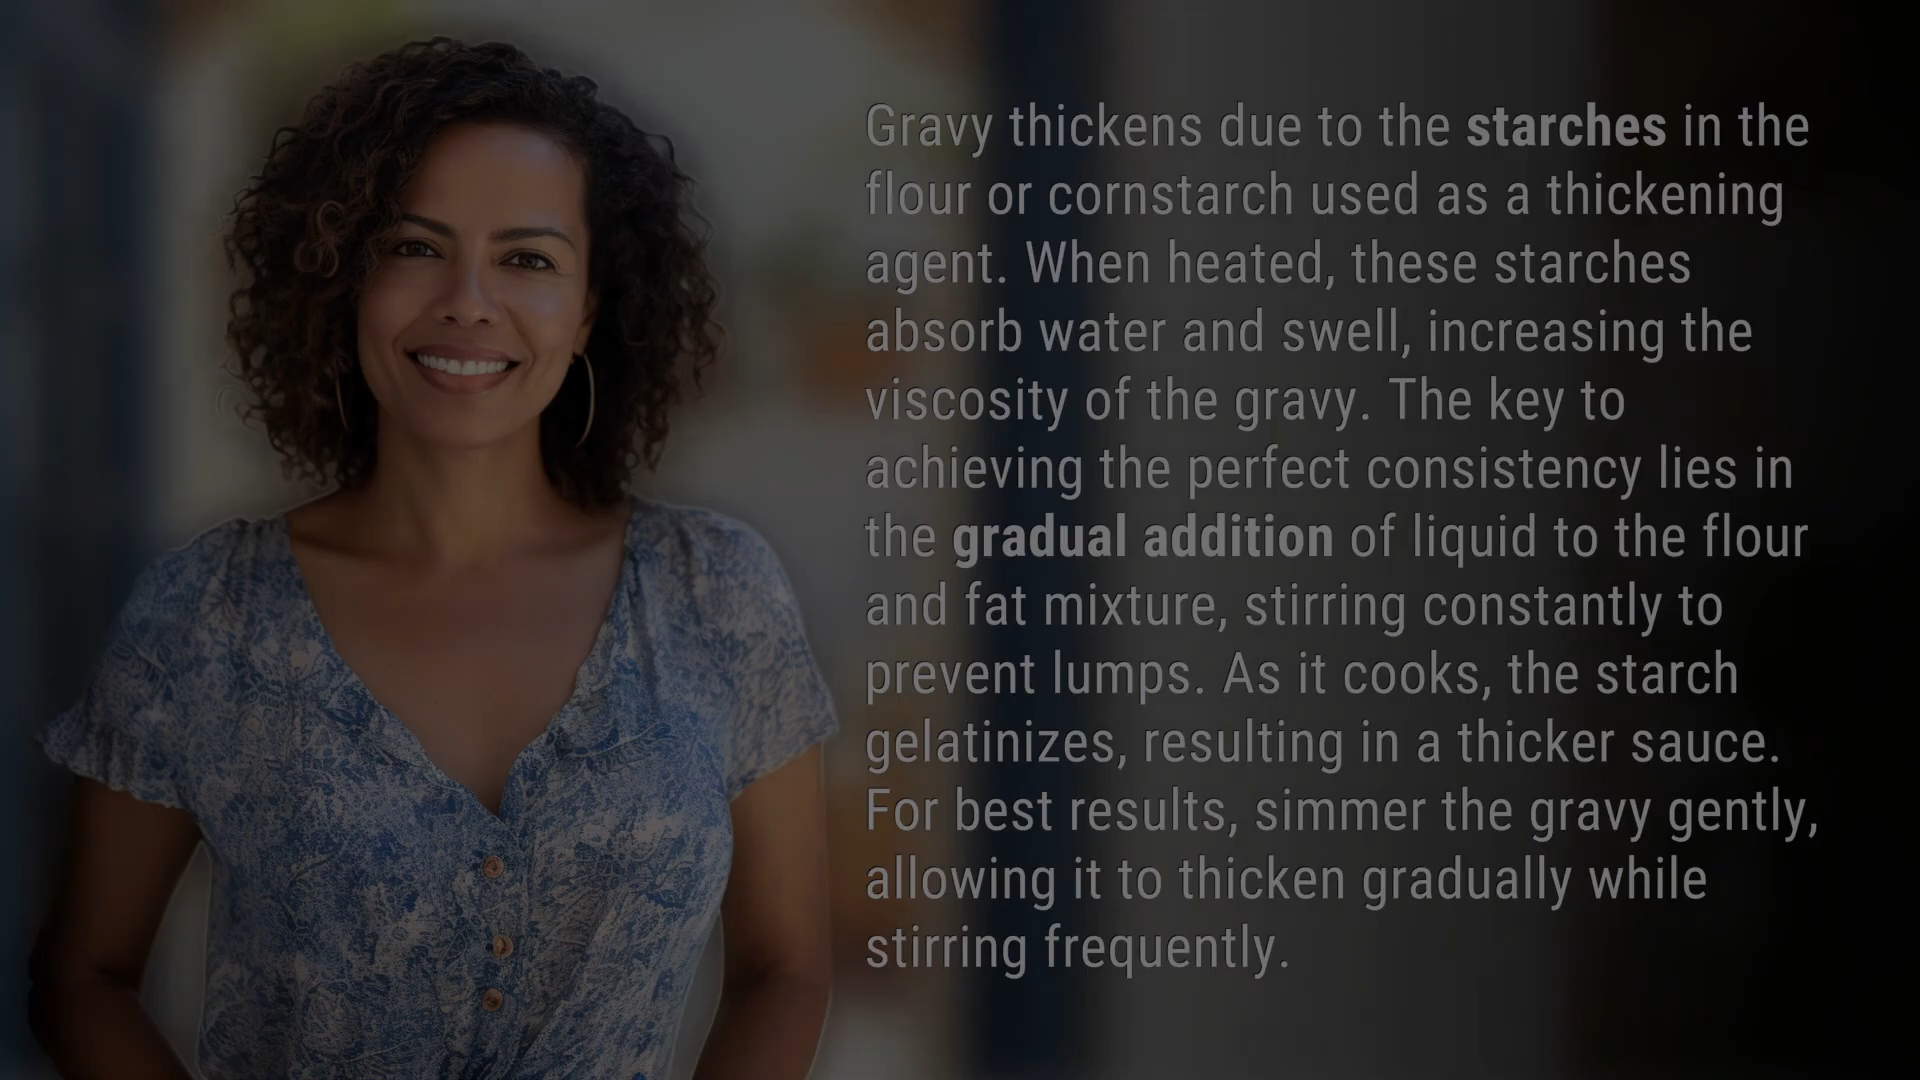 Gravy thickens due to the starches in the
flour or cornstarch used as a thickening
agent. When heated, these starches
absorb water and swell, increasing the
viscosity of the gravy. The key to
achieving the perfect consistency lies in
the gradual addition of liquid to the flour
and fat mixture, stirring constantly to
prevent lumps. As it cooks, the starch
gelatinizes, resulting in a thicker sauce.
For best results, simmer the gravy gently,
allowing it to thicken gradually while
stirring frequently.